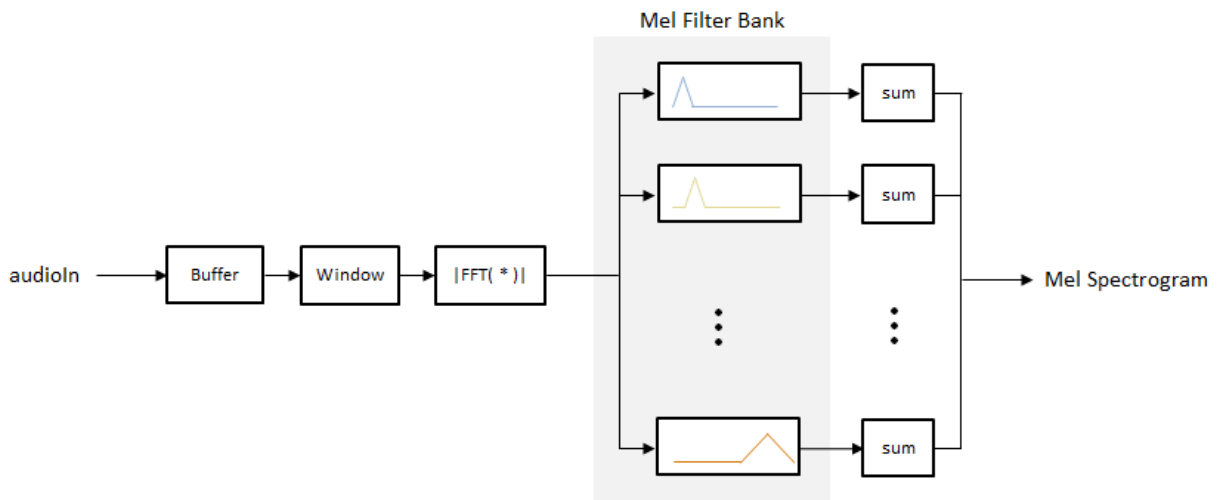 Mel Filter Bank
sum
sum
audioIn
Buffer
Window
|FFT( * )|
Mel Spectrogram
sum